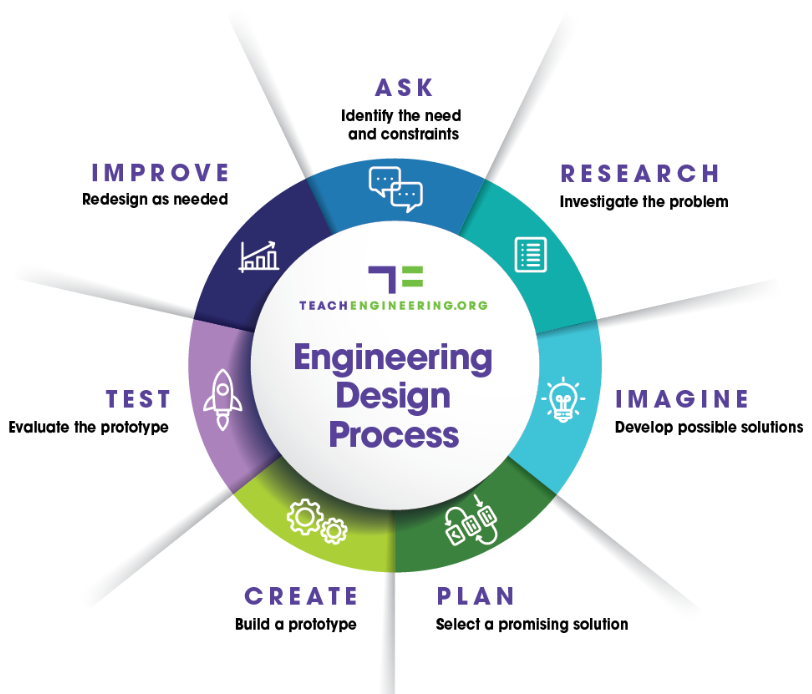 ASK
Identify the need
and constraints
RESEARCH
Investigate the problem
IMAGINE
Develop possible solutions
PLAN
Select a promising solution
CREATE
Build a prototype
TEST
Evaluate the prototype
IMPROVE
Redesign as needed
TEACHENGINEERING.ORG
Engineering
Design
Process